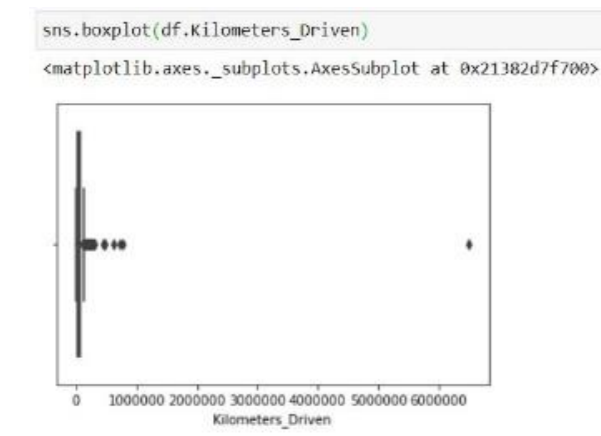 sns.boxplot(df.Kilometers_Driven)
<matplotlib.axes._subplots.AxesSubplot at 0x21382d7f700>
0 1000000 2000000 3000000 4000000 5000000 6000000
Kilometers_Driven